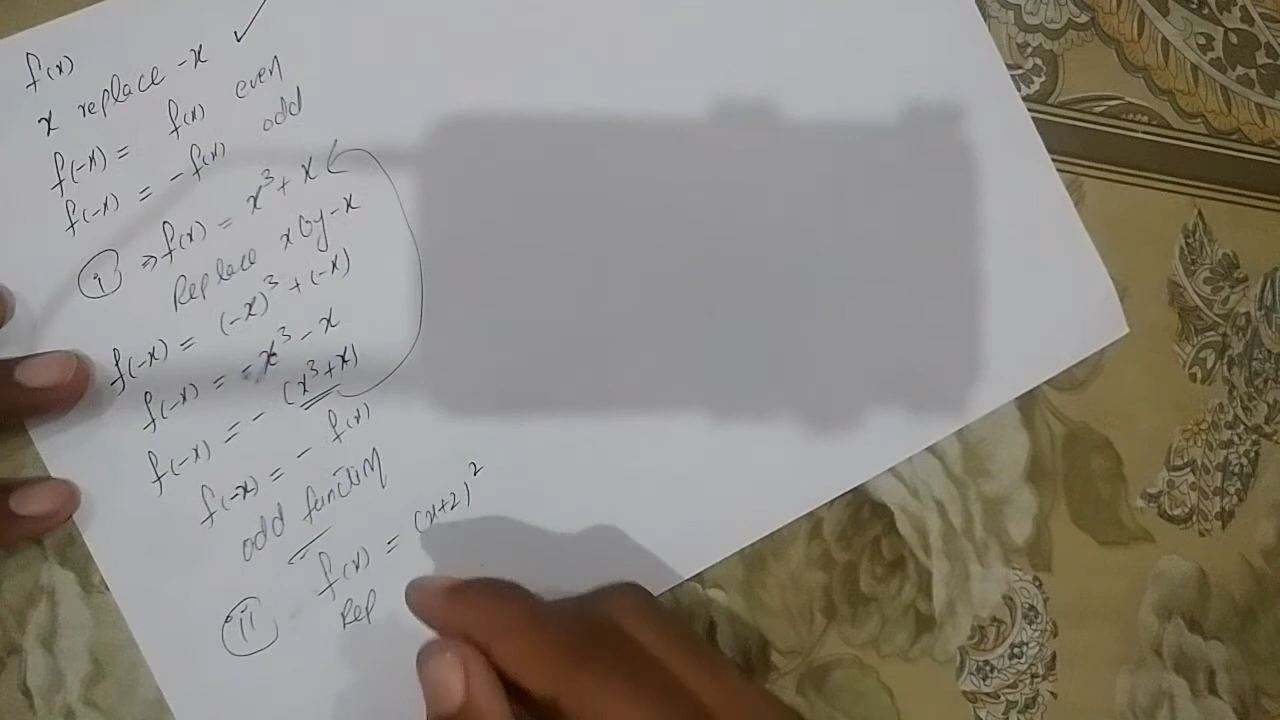 f(x)
x replace -x
f(-x) = f(x) even
f(-x) = -f(x) odd
(i) ⇒ f(x) = x³ + x
Replace x by -x
f(-x) = (-x)³ + (-x)
f(-x) = -x³ - x
f(-x) = - (x³+x)
f(-x) = - f(x)
odd function
(ii) f(x) = (x+2)²
Rep